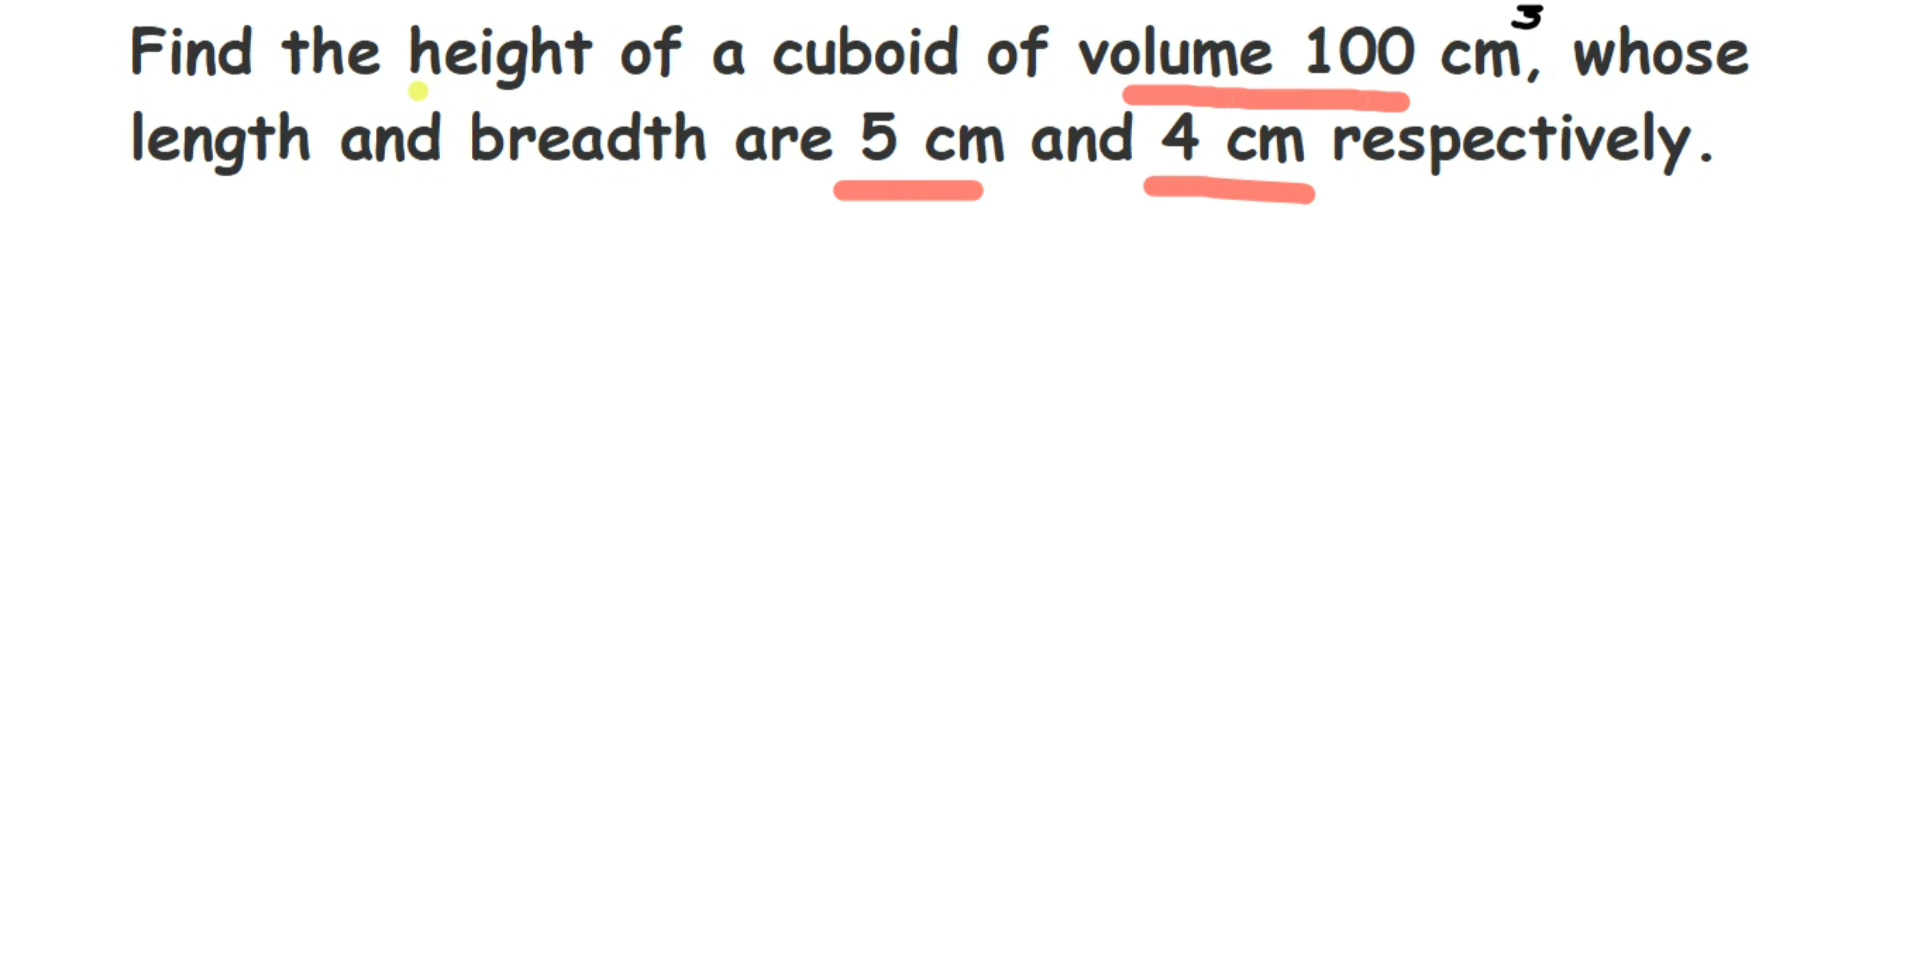 Find the height of a cuboid of volume 100 cm³, whose
length and breadth are 5 cm and 4 cm respectively.